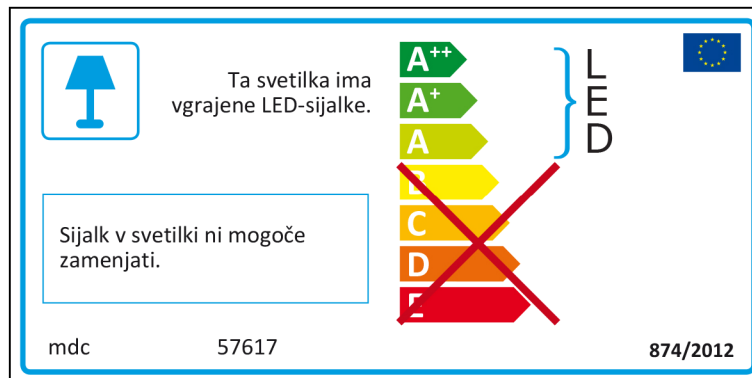 Ta svetilka ima
vgrajene LED-sijalke.
A++
A+
A
B
C
D
E
L
E
D
Sijalk v svetilki ni mogoče
zamenjati.
mdc 57617
874/2012